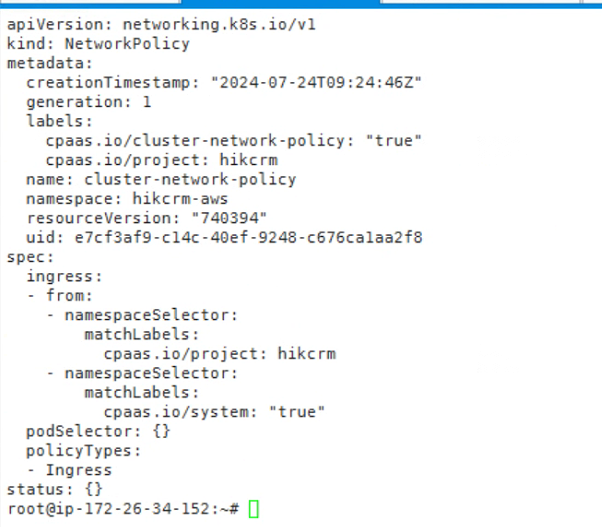 apiVersion: networking.k8s.io/v1
kind: NetworkPolicy
metadata:
  creationTimestamp: "2024-07-24T09:24:46Z"
  generation: 1
  labels:
    cpaas.io/cluster-network-policy: "true"
    cpaas.io/project: hikcrm
  name: cluster-network-policy
  namespace: hikcrm-aws
  resourceVersion: "740394"
  uid: e7cf3af9-c14c-40ef-9248-c676ca1aa2f8
spec:
  ingress:
  - from:
    - namespaceSelector:
        matchLabels:
          cpaas.io/project: hikcrm
    - namespaceSelector:
        matchLabels:
          cpaas.io/system: "true"
  podSelector: {}
  policyTypes:
  - Ingress
status: {}
root@ip-172-26-34-152:~#